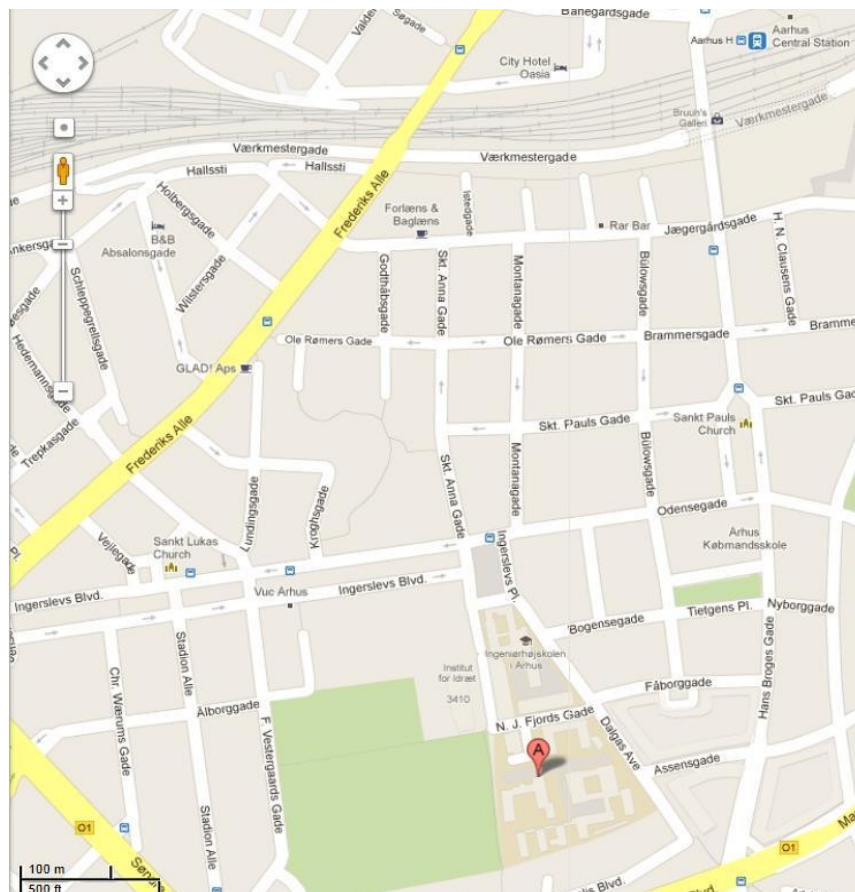 Banegårdsgade
Søgade
Aarhus H
Aarhus
Central Station
City Hotel
Oasia
Bruun's
Galleri
Værkmestergade
Værkmestergade
Værkmestergade
Hallssti
Hallssti
Holbergsgade
Frederiks Alle
Istedgade
Forlæns &
Baglæns
Rar Bar
Jægergårdsgade
H. N. Clausens Gade
B&B
Absalonsgade
Wilstersgade
Schleppegrellsgade
Godthåbsgade
Skt. Anna Gade
Montanagade
Bülowsgade
Hedemannsgade
Ole Rømers Gade
Ole Rømers Gade
Brammersgade
GLAD! Aps
Frederiks Alle
Trepkasgade
Skt. Pauls Gade
Sankt Pauls
Church
Skt. Anna Gade
Montanagade
Bülowsgade
Lundingsgade
Kroghsgade
Odensegade
Århus
Købmandsskole
Vejlegade
Sankt Lukas
Church
Ingerslevs Blvd.
Ingerslevs Blvd.
Vuc Århus
Ingerslevs Pl.
Tietgens Pl.
Nyborggade
Bogensegade
Ingeniørhøjskolen
i Århus
Institut
for Idræt
3410
Stadion Alle
Chr. Wærums Gade
Ålborggade
F. Vestergaards Gade
Fåborggade
Hans Broges Gade
N. J. Fjords Gade
Dalgas Ave
Assensgade
A
O1
O1
Stadion Alle
100 m
500 ft